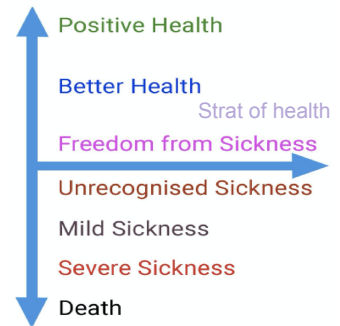 Positive Health
Better Health
Strat of health
Freedom from Sickness
Unrecognised Sickness
Mild Sickness
Severe Sickness
Death